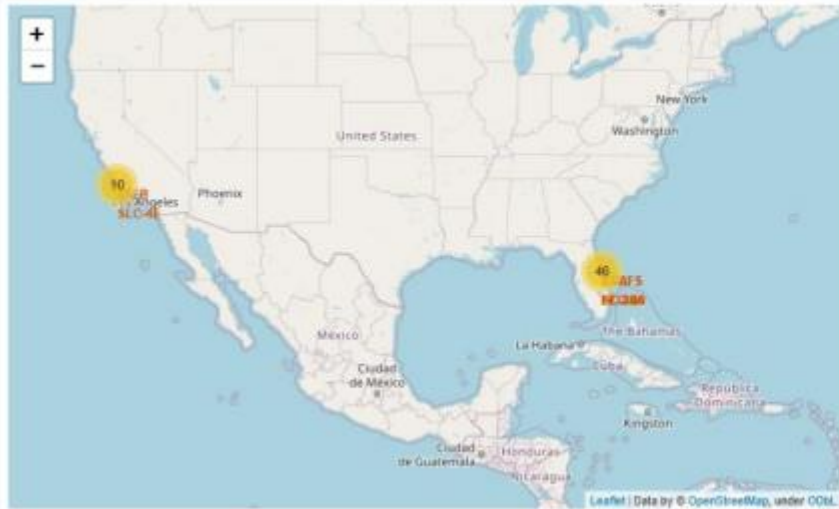 +
−
New York
United States
Washington
10
Phoenix
Angeles
SLC-4E
46
AFS
The Bahamas
México
La Habana
Cuba
Ciudad
de México
República
Dominicana
Kingston
Ciudad
de Guatemala
Honduras
Nicaragua
Leaflet | Data by © OpenStreetMap, under ODbL.